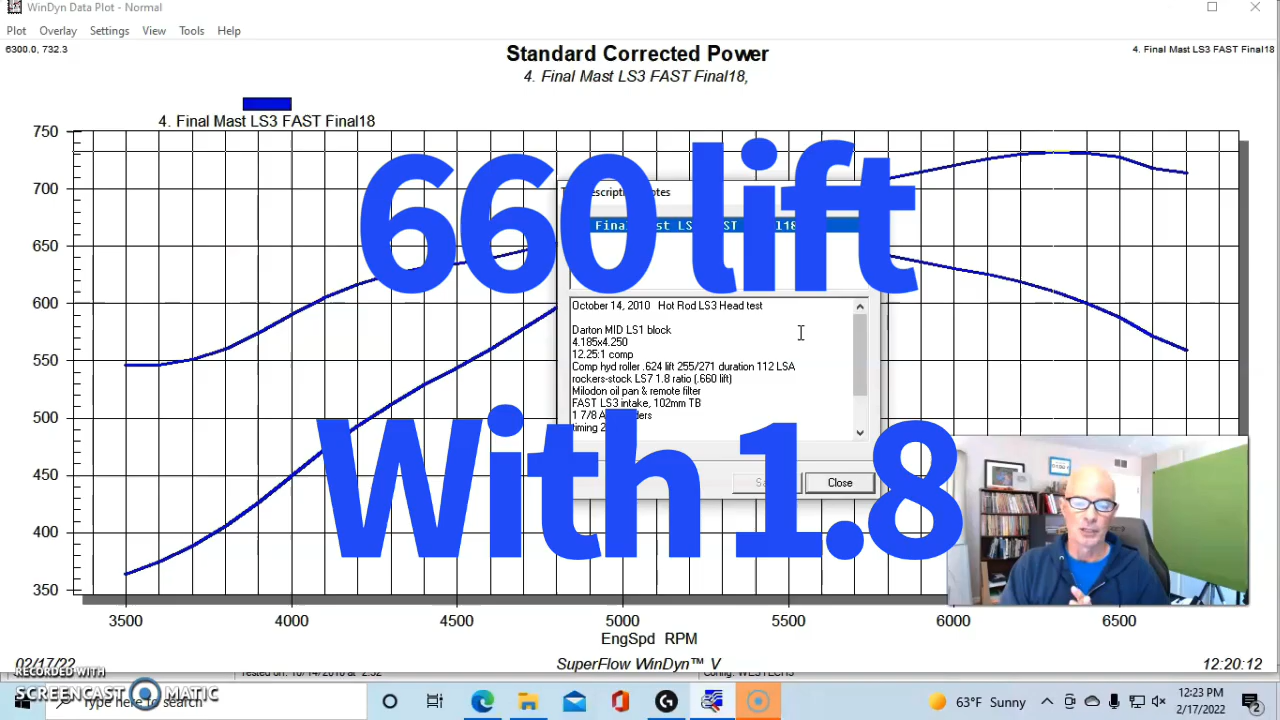 WinDyn Data Plot - Normal
Plot Overlay Settings View Tools Help
6300.0, 732.3
Standard Corrected Power
4. Final Mast LS3 FAST Final18,
4. Final Mast LS3 FAST Final18
4. Final Mast LS3 FAST Final18
750
700
650
600
550
500
450
400
350
660 lift
With 1.8
October 14, 2010 Hot Rod LS3 Head test
Darton MID LS1 block
4.185x4.250
12.25:1 comp
Comp hyd roller .624 lift 255/271 duration 112 LSA
rockers-stock LS7 1.8 ratio (.660 lift)
Milodon oil pan & remote filter
FAST LS3 intake, 102mm TB
1 7/8
timing
Close
3500 4000 4500 5000 5500 6000 6500
EngSpd RPM
02/17/22
SuperFlow WinDyn™ V
12:20:12
RECORDED WITH
SCREENCAST MATIC
Type here to search
63°F Sunny
12:23 PM
2/17/2022
2